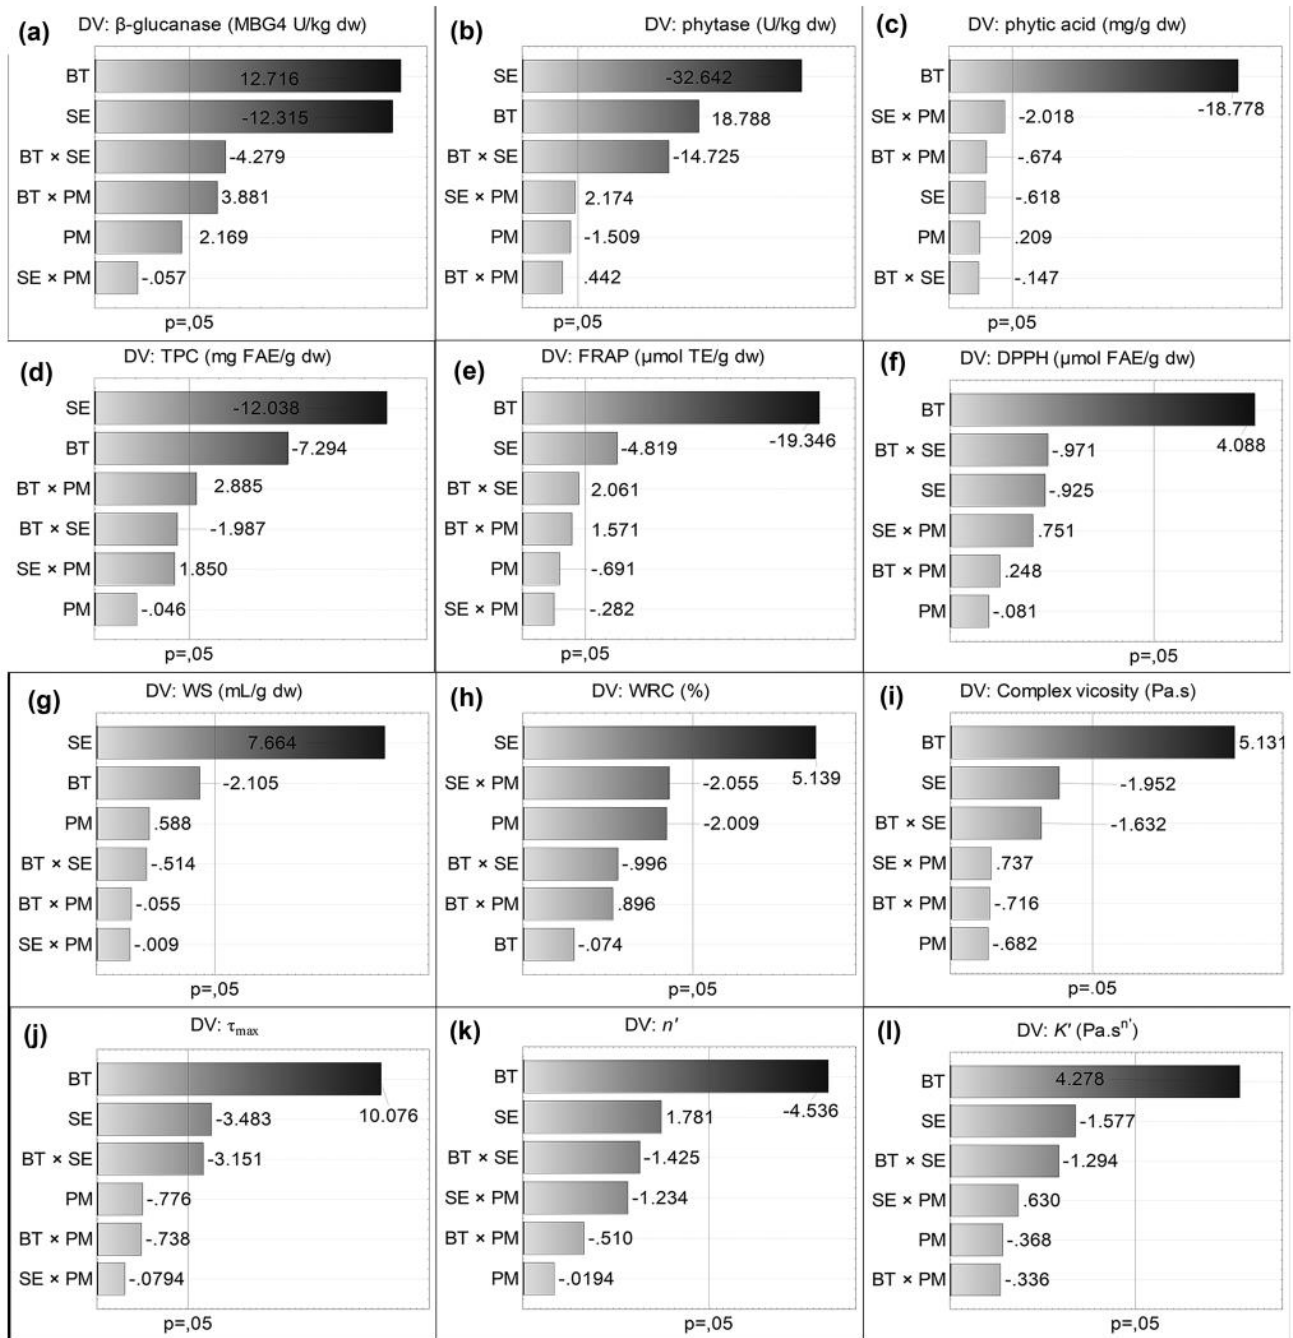 (a) DV: β-glucanase (MBG4 U/kg dw)
BT 12.716
SE -12.315
BT × SE -4.279
BT × PM 3.881
PM 2.169
SE × PM -.057
p=,05
(b) DV: phytase (U/kg dw)
SE -32.642
BT 18.788
BT × SE -14.725
SE × PM 2.174
PM -1.509
BT × PM .442
p=,05
(c) DV: phytic acid (mg/g dw)
BT -18.778
SE × PM -2.018
BT × PM -.674
SE -.618
PM .209
BT × SE -.147
p=,05
(d) DV: TPC (mg FAE/g dw)
SE -12.038
BT -7.294
BT × PM 2.885
BT × SE -1.987
SE × PM 1.850
PM -.046
p=,05
(e) DV: FRAP (µmol TE/g dw)
BT -19.346
SE -4.819
BT × SE 2.061
BT × PM 1.571
PM -.691
SE × PM -.282
p=,05
(f) DV: DPPH (µmol FAE/g dw)
BT 4.088
BT × SE -.971
SE -.925
SE × PM .751
BT × PM .248
PM -.081
p=,05
(g) DV: WS (mL/g dw)
SE 7.664
BT -2.105
PM .588
BT × SE -.514
BT × PM -.055
SE × PM -.009
p=,05
(h) DV: WRC (%)
SE 5.139
SE × PM -2.055
PM -2.009
BT × SE -.996
BT × PM .896
BT -.074
p=,05
(i) DV: Complex vicosity (Pa.s)
BT 5.131
SE -1.952
BT × SE -1.632
SE × PM .737
BT × PM -.716
PM -.682
p=.05
(j) DV: τmax
BT 10.076
SE -3.483
BT × SE -3.151
PM -.776
BT × PM -.738
SE × PM -.0794
p=,05
(k) DV: n'
BT -4.536
SE 1.781
BT × SE -1.425
SE × PM -1.234
BT × PM -.510
PM -.0194
p=,05
(l) DV: K' (Pa.sn')
BT 4.278
SE -1.577
BT × SE -1.294
SE × PM .630
PM -.368
BT × PM -.336
p=,05